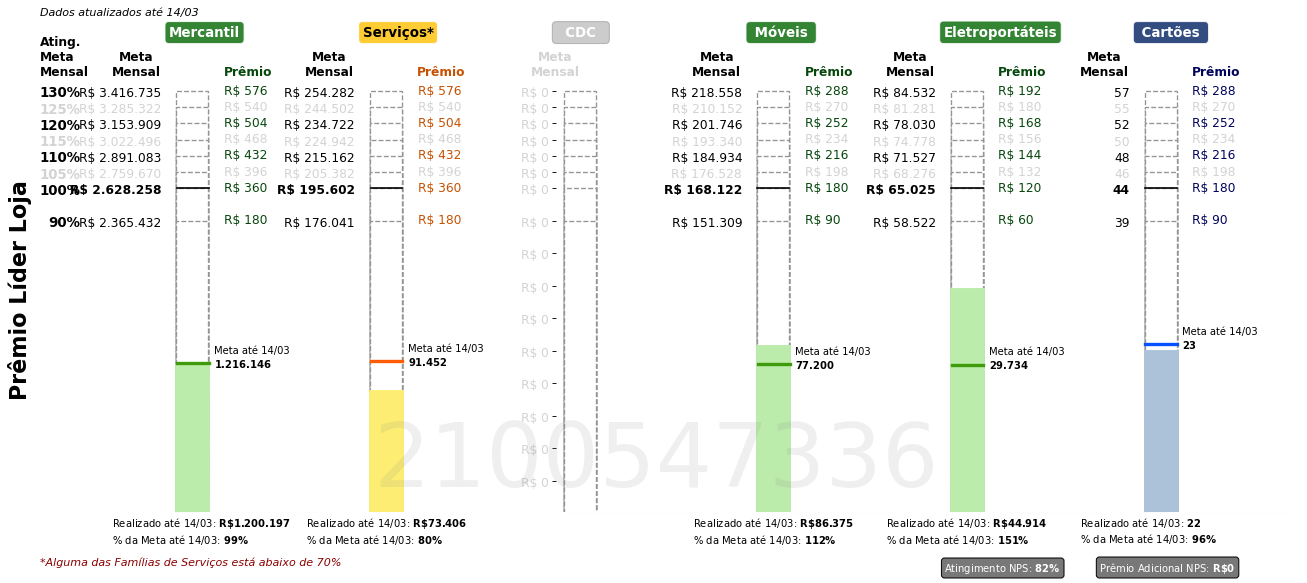 Dados atualizados até 14/03
Mercantil Serviços* CDC Móveis Eletroportáteis Cartões
Ating.
Meta Meta Meta Meta Meta Meta Meta
Mensal Mensal Prêmio Mensal Prêmio Mensal Mensal Prêmio Mensal Prêmio Mensal Prêmio
130% R$ 3.416.735 R$ 576 R$ 254.282 R$ 576 R$ 0 R$ 218.558 R$ 288 R$ 84.532 R$ 192 57 R$ 288
125% R$ 3.285.322 R$ 540 R$ 244.502 R$ 540 R$ 0 R$ 210.152 R$ 270 R$ 81.281 R$ 180 55 R$ 270
120% R$ 3.153.909 R$ 504 R$ 234.722 R$ 504 R$ 0 R$ 201.746 R$ 252 R$ 78.030 R$ 168 52 R$ 252
115% R$ 3.022.496 R$ 468 R$ 224.942 R$ 468 R$ 0 R$ 193.340 R$ 234 R$ 74.778 R$ 156 50 R$ 234
110% R$ 2.891.083 R$ 432 R$ 215.162 R$ 432 R$ 0 R$ 184.934 R$ 216 R$ 71.527 R$ 144 48 R$ 216
105% R$ 2.759.670 R$ 396 R$ 205.382 R$ 396 R$ 0 R$ 176.528 R$ 198 R$ 68.276 R$ 132 46 R$ 198
100% R$ 2.628.258 R$ 360 R$ 195.602 R$ 360 R$ 0 R$ 168.122 R$ 180 R$ 65.025 R$ 120 44 R$ 180
90% R$ 2.365.432 R$ 180 R$ 176.041 R$ 180 R$ 0 R$ 151.309 R$ 90 R$ 58.522 R$ 60 39 R$ 90
R$ 0
R$ 0
R$ 0
R$ 0
R$ 0
R$ 0
R$ 0
R$ 0
Prêmio Líder Loja
Meta até 14/03
1.216.146
Meta até 14/03
91.452
Meta até 14/03
77.200
Meta até 14/03
29.734
Meta até 14/03
23
2100547336
Realizado até 14/03: R$1.200.197
% da Meta até 14/03: 99%
Realizado até 14/03: R$73.406
% da Meta até 14/03: 80%
Realizado até 14/03: R$86.375
% da Meta até 14/03: 112%
Realizado até 14/03: R$44.914
% da Meta até 14/03: 151%
Realizado até 14/03: 22
% da Meta até 14/03: 96%
*Alguma das Famílias de Serviços está abaixo de 70%
Atingimento NPS: 82%
Prêmio Adicional NPS: R$0